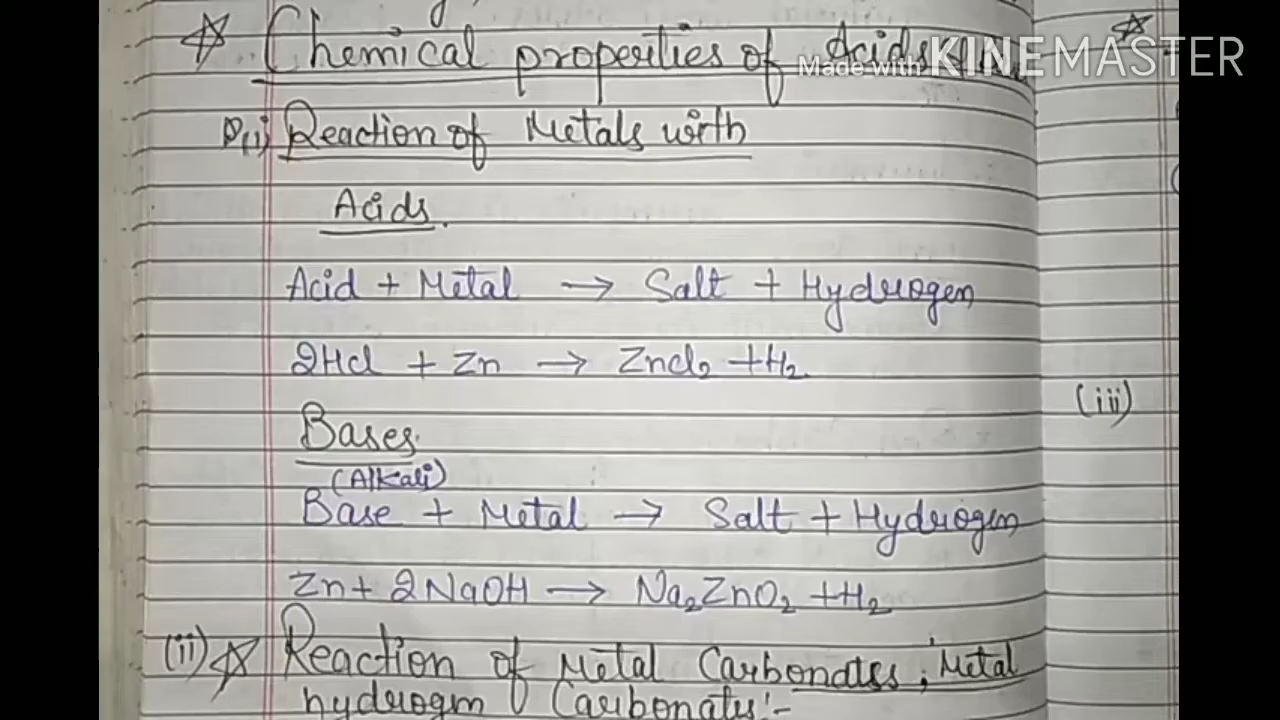 Chemical properties of Acids
Made with KINEMASTER
(i) Reaction of Metals with
Acids.
Acid + Metal → Salt + Hydrogen
2Hcl + Zn → Zncl₂ + H₂.
Bases
(Alkali)
Base + Metal → Salt + Hydrogen
Zn + 2NaOH → Na₂ZnO₂ + H₂
(ii) Reaction of Metal Carbonates, Metal
hydrogen Carbonates:-
(iii)